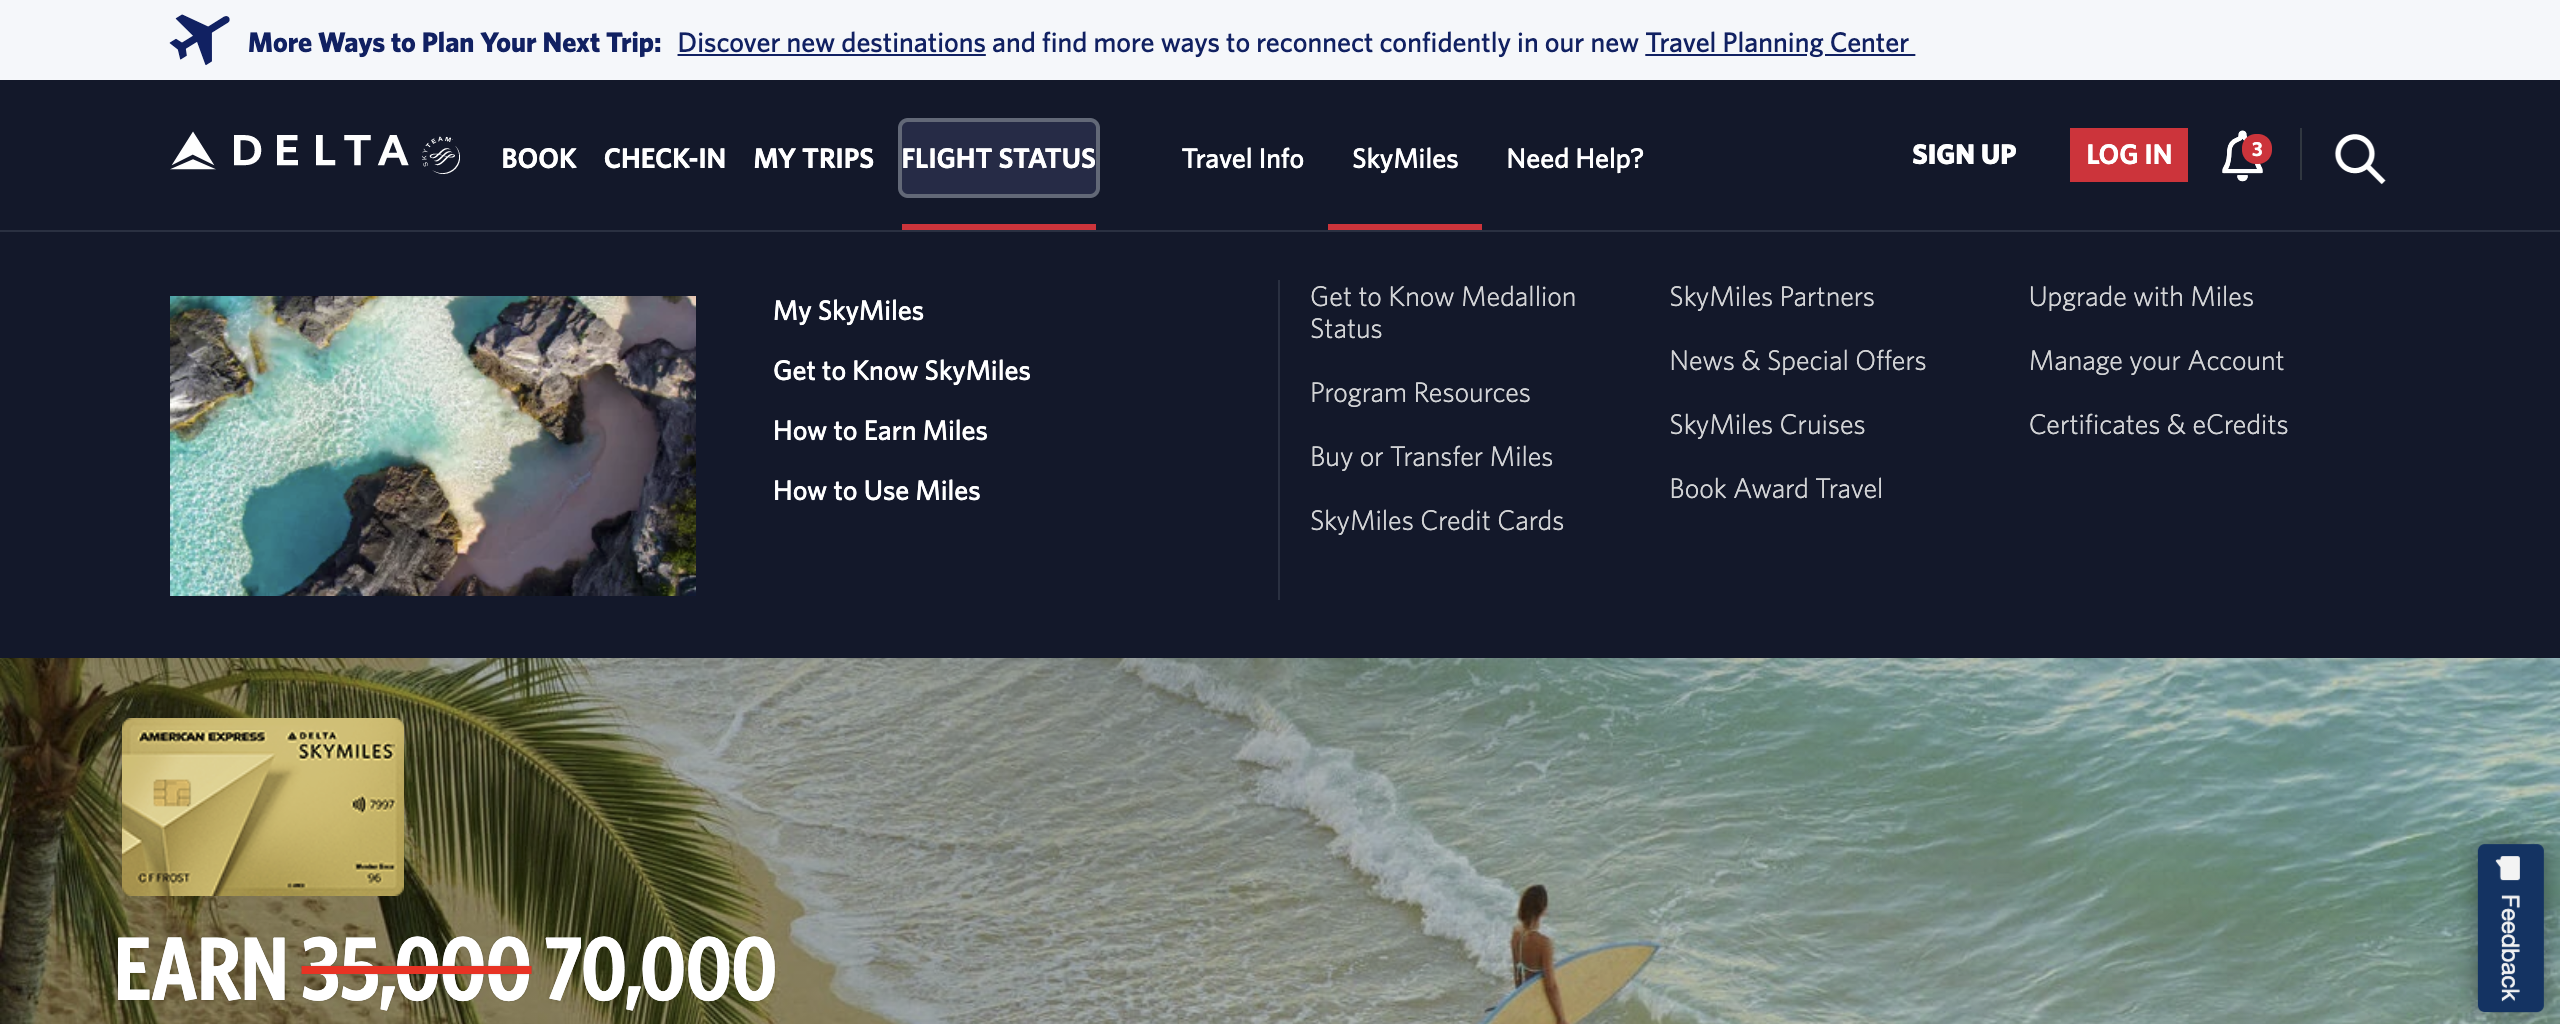 More Ways to Plan Your Next Trip: Discover new destinations and find more ways to reconnect confidently in our new Travel Planning Center
DELTA SKYTEAM BOOK CHECK-IN MY TRIPS FLIGHT STATUS Travel Info SkyMiles Need Help? SIGN UP LOG IN 3
My SkyMiles
Get to Know SkyMiles
How to Earn Miles
How to Use Miles
Get to Know Medallion
Status
Program Resources
Buy or Transfer Miles
SkyMiles Credit Cards
SkyMiles Partners
News & Special Offers
SkyMiles Cruises
Book Award Travel
Upgrade with Miles
Manage your Account
Certificates & eCredits
AMERICAN EXPRESS
DELTA
SKYMILES
7997
Member Since
96
C F FROST
EARN 35,000 70,000
Feedback